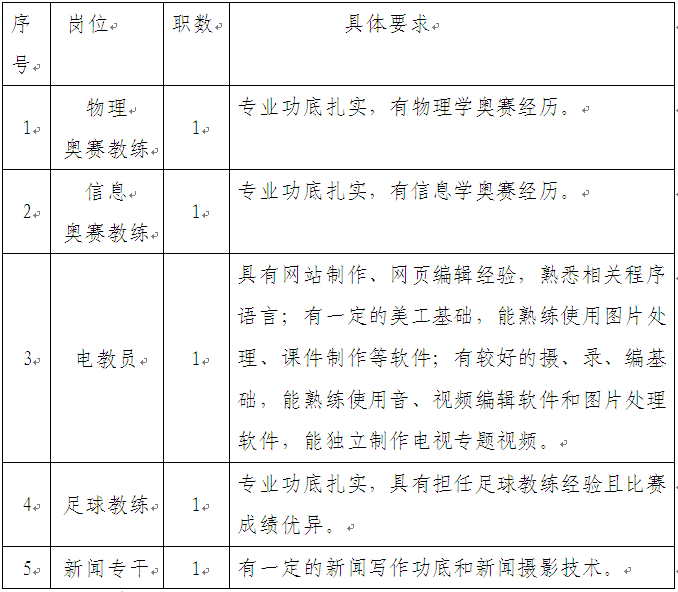 序号 岗位 职数 具体要求
1 物理奥赛教练 1 专业功底扎实，有物理学奥赛经历。
2 信息奥赛教练 1 专业功底扎实，有信息学奥赛经历。
3 电教员 1 具有网站制作、网页编辑经验，熟悉相关程序
语言；有一定的美工基础，能熟练使用图片处
理、课件制作等软件；有较好的摄、录、编基
础，能熟练使用音、视频编辑软件和图片处理
软件，能独立制作电视专题视频。
4 足球教练 1 专业功底扎实，具有担任足球教练经验且比赛
成绩优异。
5 新闻专干 1 有一定的新闻写作功底和新闻摄影技术。